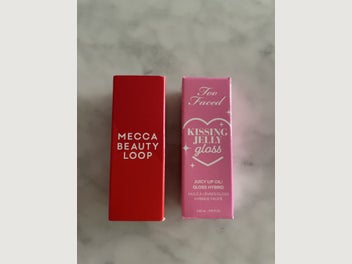 MECCA
BEAUTY
LOOP
Too
Faced
KISSING
JELLY
gloss
JUICY LIP OIL/
GLOSS HYBRID